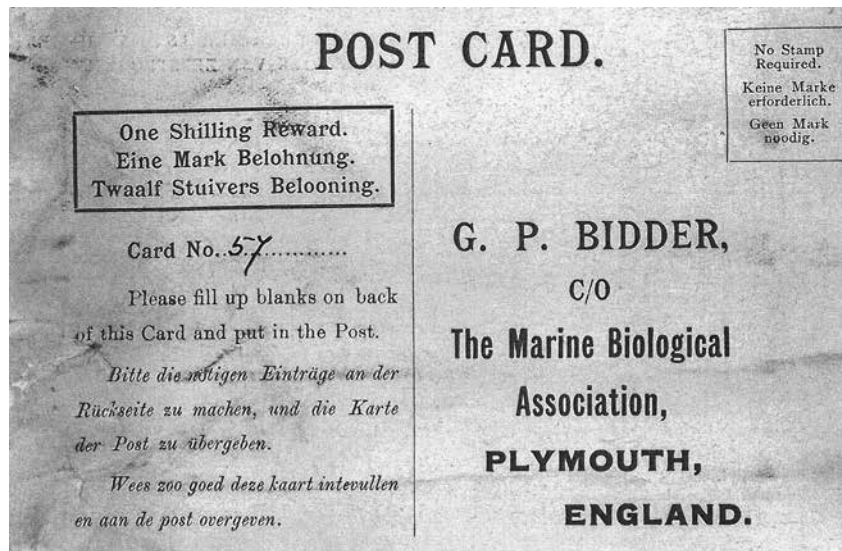 POST CARD.
No Stamp
Required.
Keine Marke
erforderlich.
Geen Mark
noodig.
One Shilling Reward.
Eine Mark Belohnung.
Twaalf Stuivers Belooning.
Card No. 57
Please fill up blanks on back
of this Card and put in the Post.
Bitte die nötigen Einträge an der
Rückseite zu machen, und die Karte
der Post zu übergeben.
Wees zoo goed deze kaart intevullen
en aan de post overgeven.
G. P. BIDDER,
C/O
The Marine Biological
Association,
PLYMOUTH,
ENGLAND.